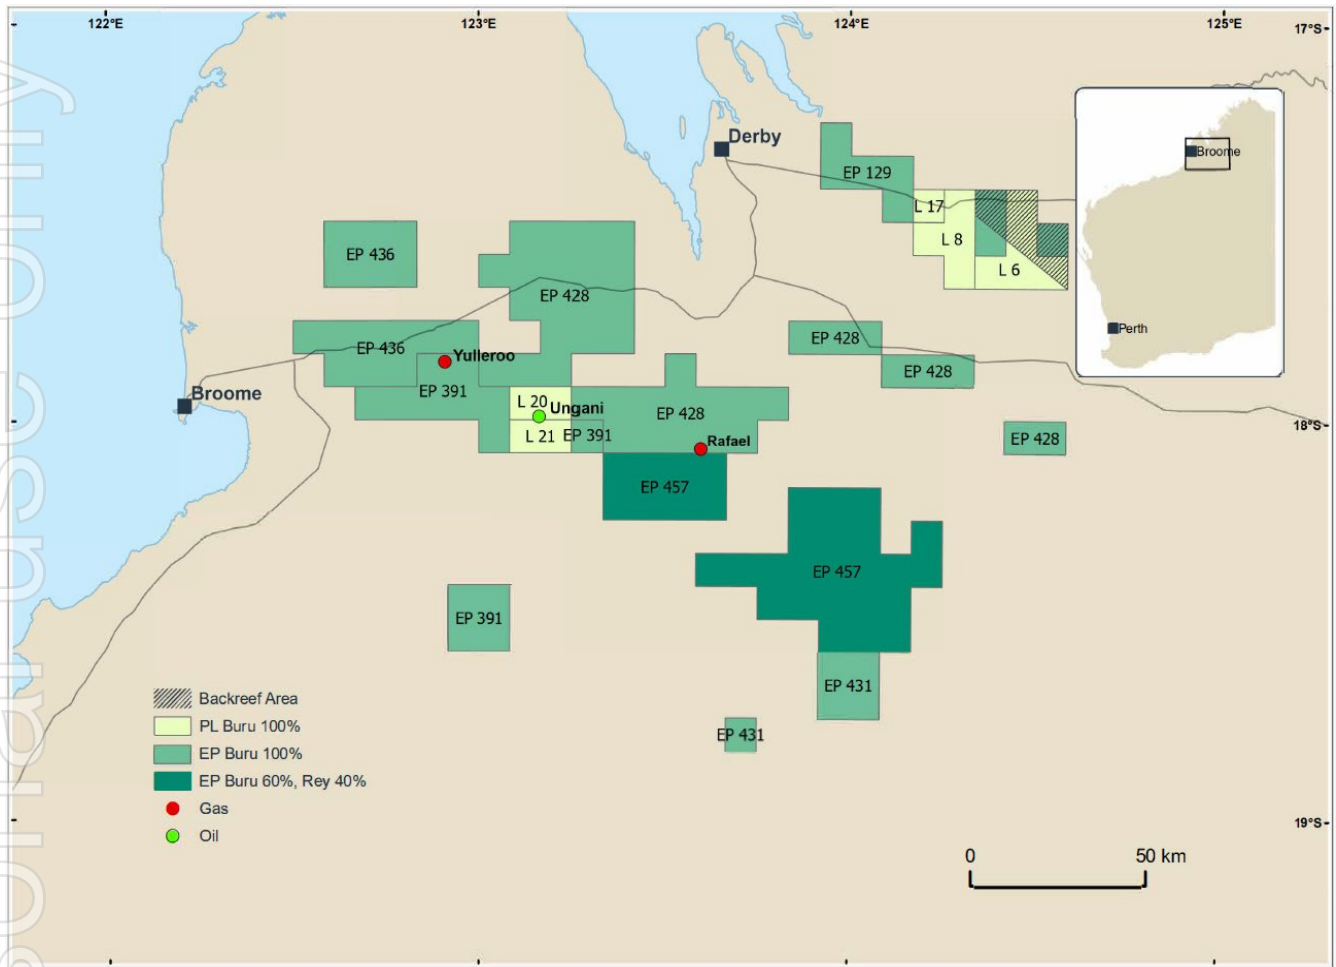 122°E
123°E
124°E
125°E
17°S
Derby
EP 129
Broome
L 17
EP 436
L 8
L 6
EP 428
Perth
EP 436
EP 428
Yulleroo
EP 428
Broome
EP 391
L 20
Ungani
EP 428
18°S
L 21
EP 391
Rafael
EP 428
EP 457
EP 457
EP 391
EP 431
Backreef Area
PL Buru 100%
EP 431
EP Buru 100%
EP Buru 60%, Rey 40%
Gas
19°S
Oil
0 50 km